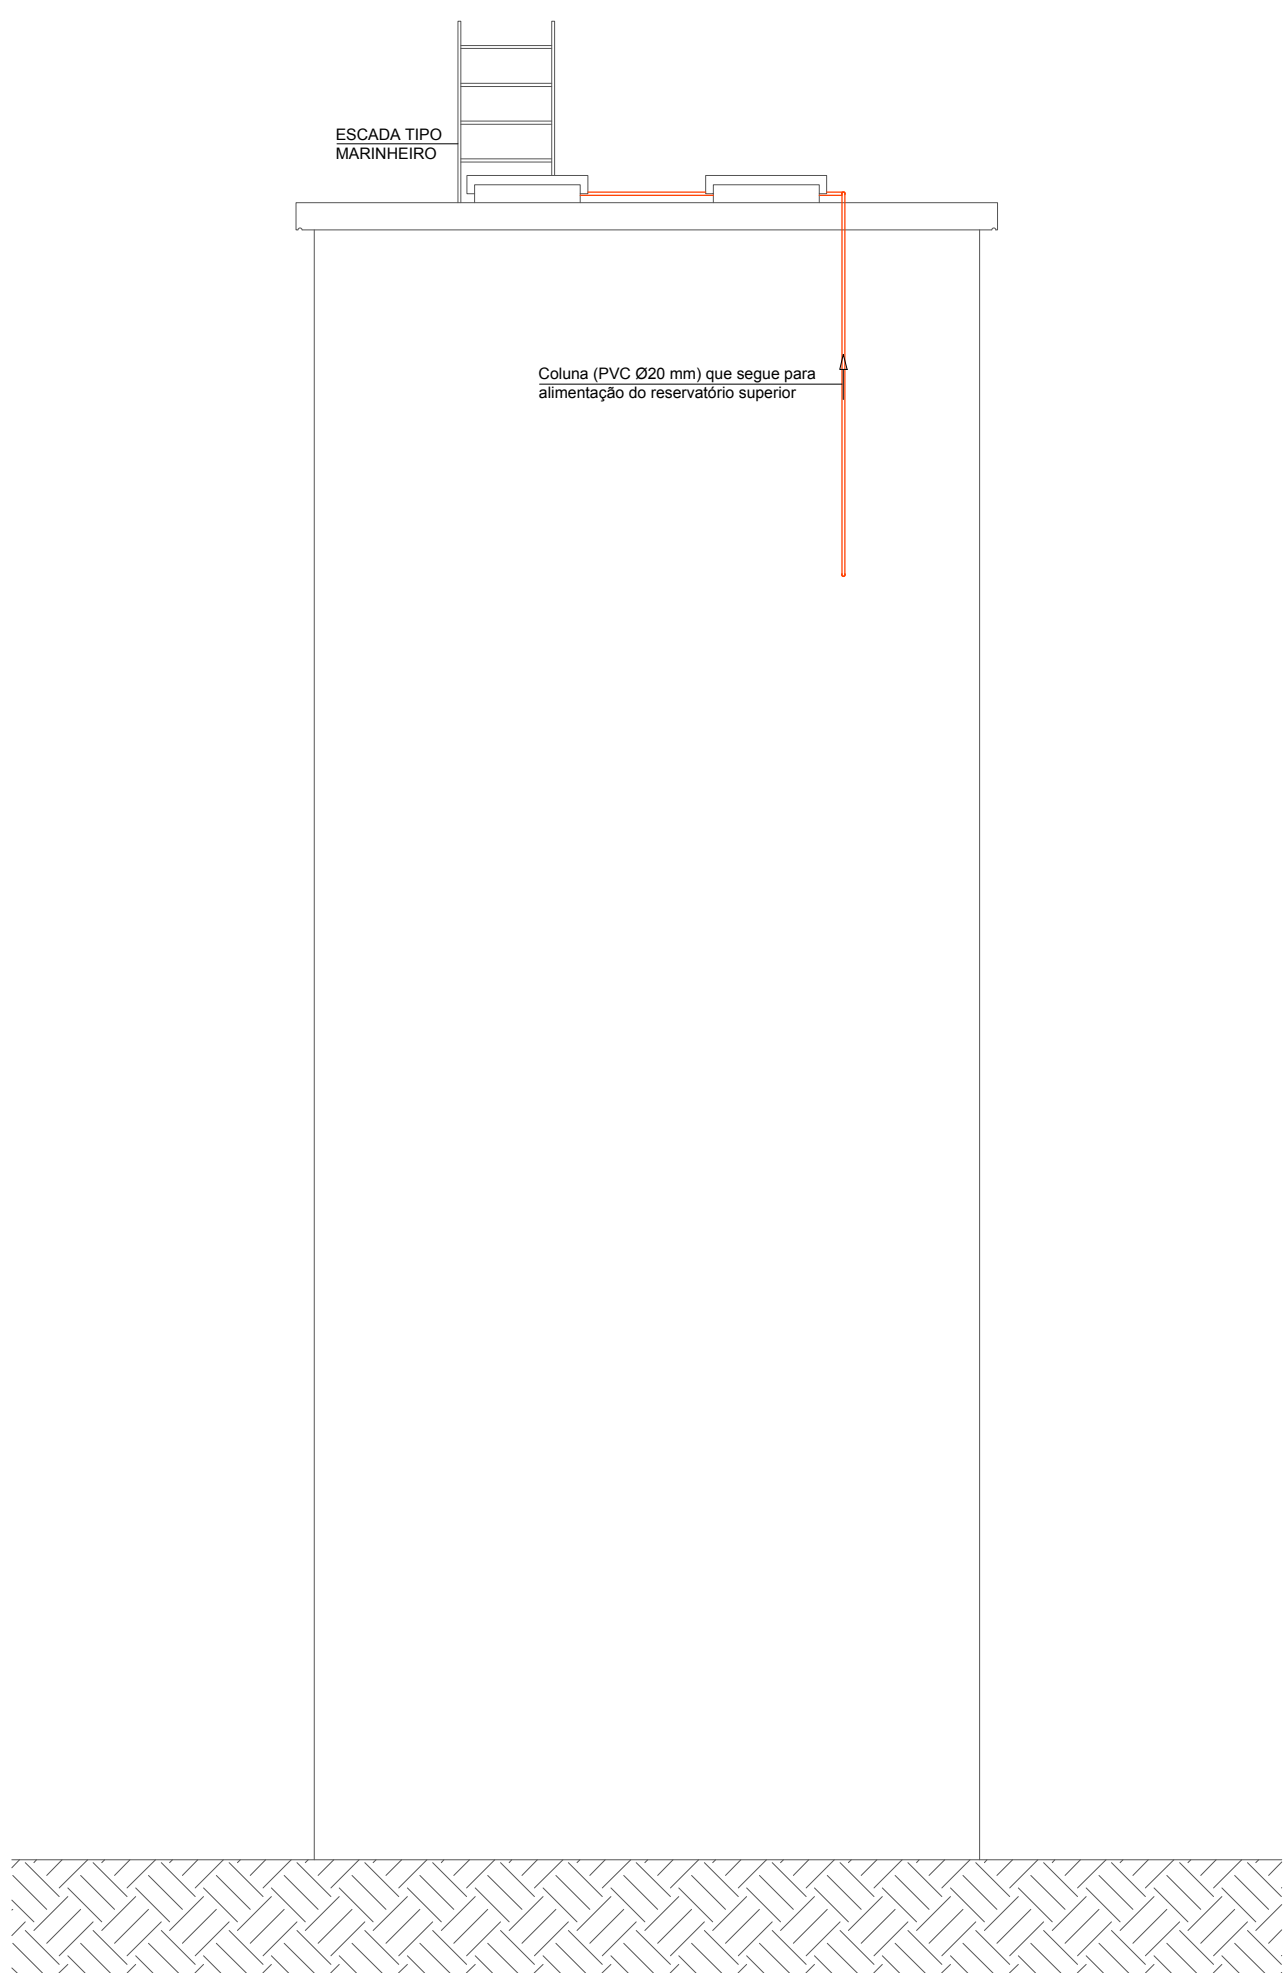 ESCADA TIPO
MARINHEIRO
Coluna (PVC Ø20 mm) que segue para
alimentação do reservatório superior